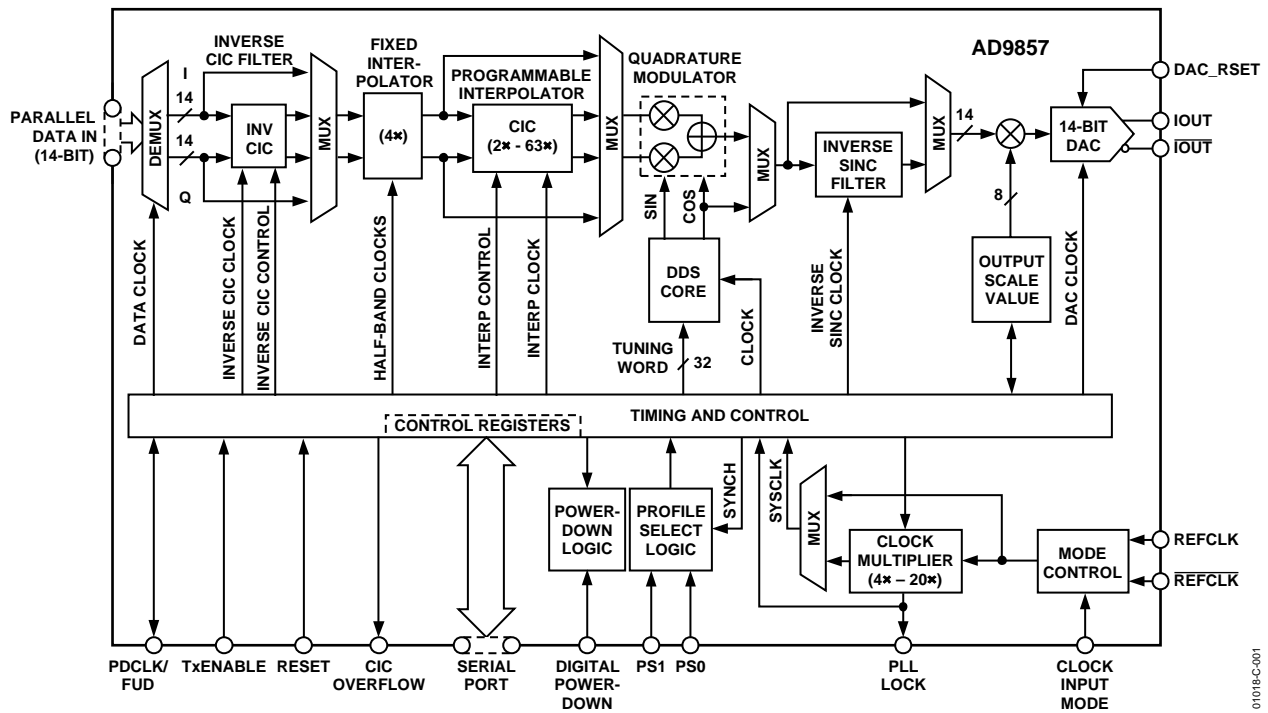 AD9857
INVERSE
CIC FILTER
FIXED
INTER-
POLATOR
PROGRAMMABLE
INTERPOLATOR
QUADRATURE
MODULATOR
PARALLEL
DATA IN
(14-BIT)
DEMUX
I
14
14
Q
INV
CIC
MUX
(4×)
CIC
(2× - 63×)
MUX
MUX
INVERSE
SINC
FILTER
MUX
14
14-BIT
DAC
DAC_RSET
IOUT
IOUT
8
SIN
COS
DDS
CORE
OUTPUT
SCALE
VALUE
DATA CLOCK
INVERSE CIC CLOCK
INVERSE CIC CONTROL
HALF-BAND CLOCKS
INTERP CONTROL
INTERP CLOCK
TUNING
WORD
32
CLOCK
INVERSE
SINC CLOCK
DAC CLOCK
TIMING AND CONTROL
CONTROL REGISTERS
POWER-
DOWN
LOGIC
PROFILE
SELECT
LOGIC
SYNCH
SYSCLK
MUX
CLOCK
MULTIPLIER
(4× – 20×)
MODE
CONTROL
REFCLK
REFCLK
PDCLK/
FUD
TxENABLE
RESET
CIC
OVERFLOW
SERIAL
PORT
DIGITAL
POWER-
DOWN
PS1
PS0
PLL
LOCK
CLOCK
INPUT
MODE
01018-C-001